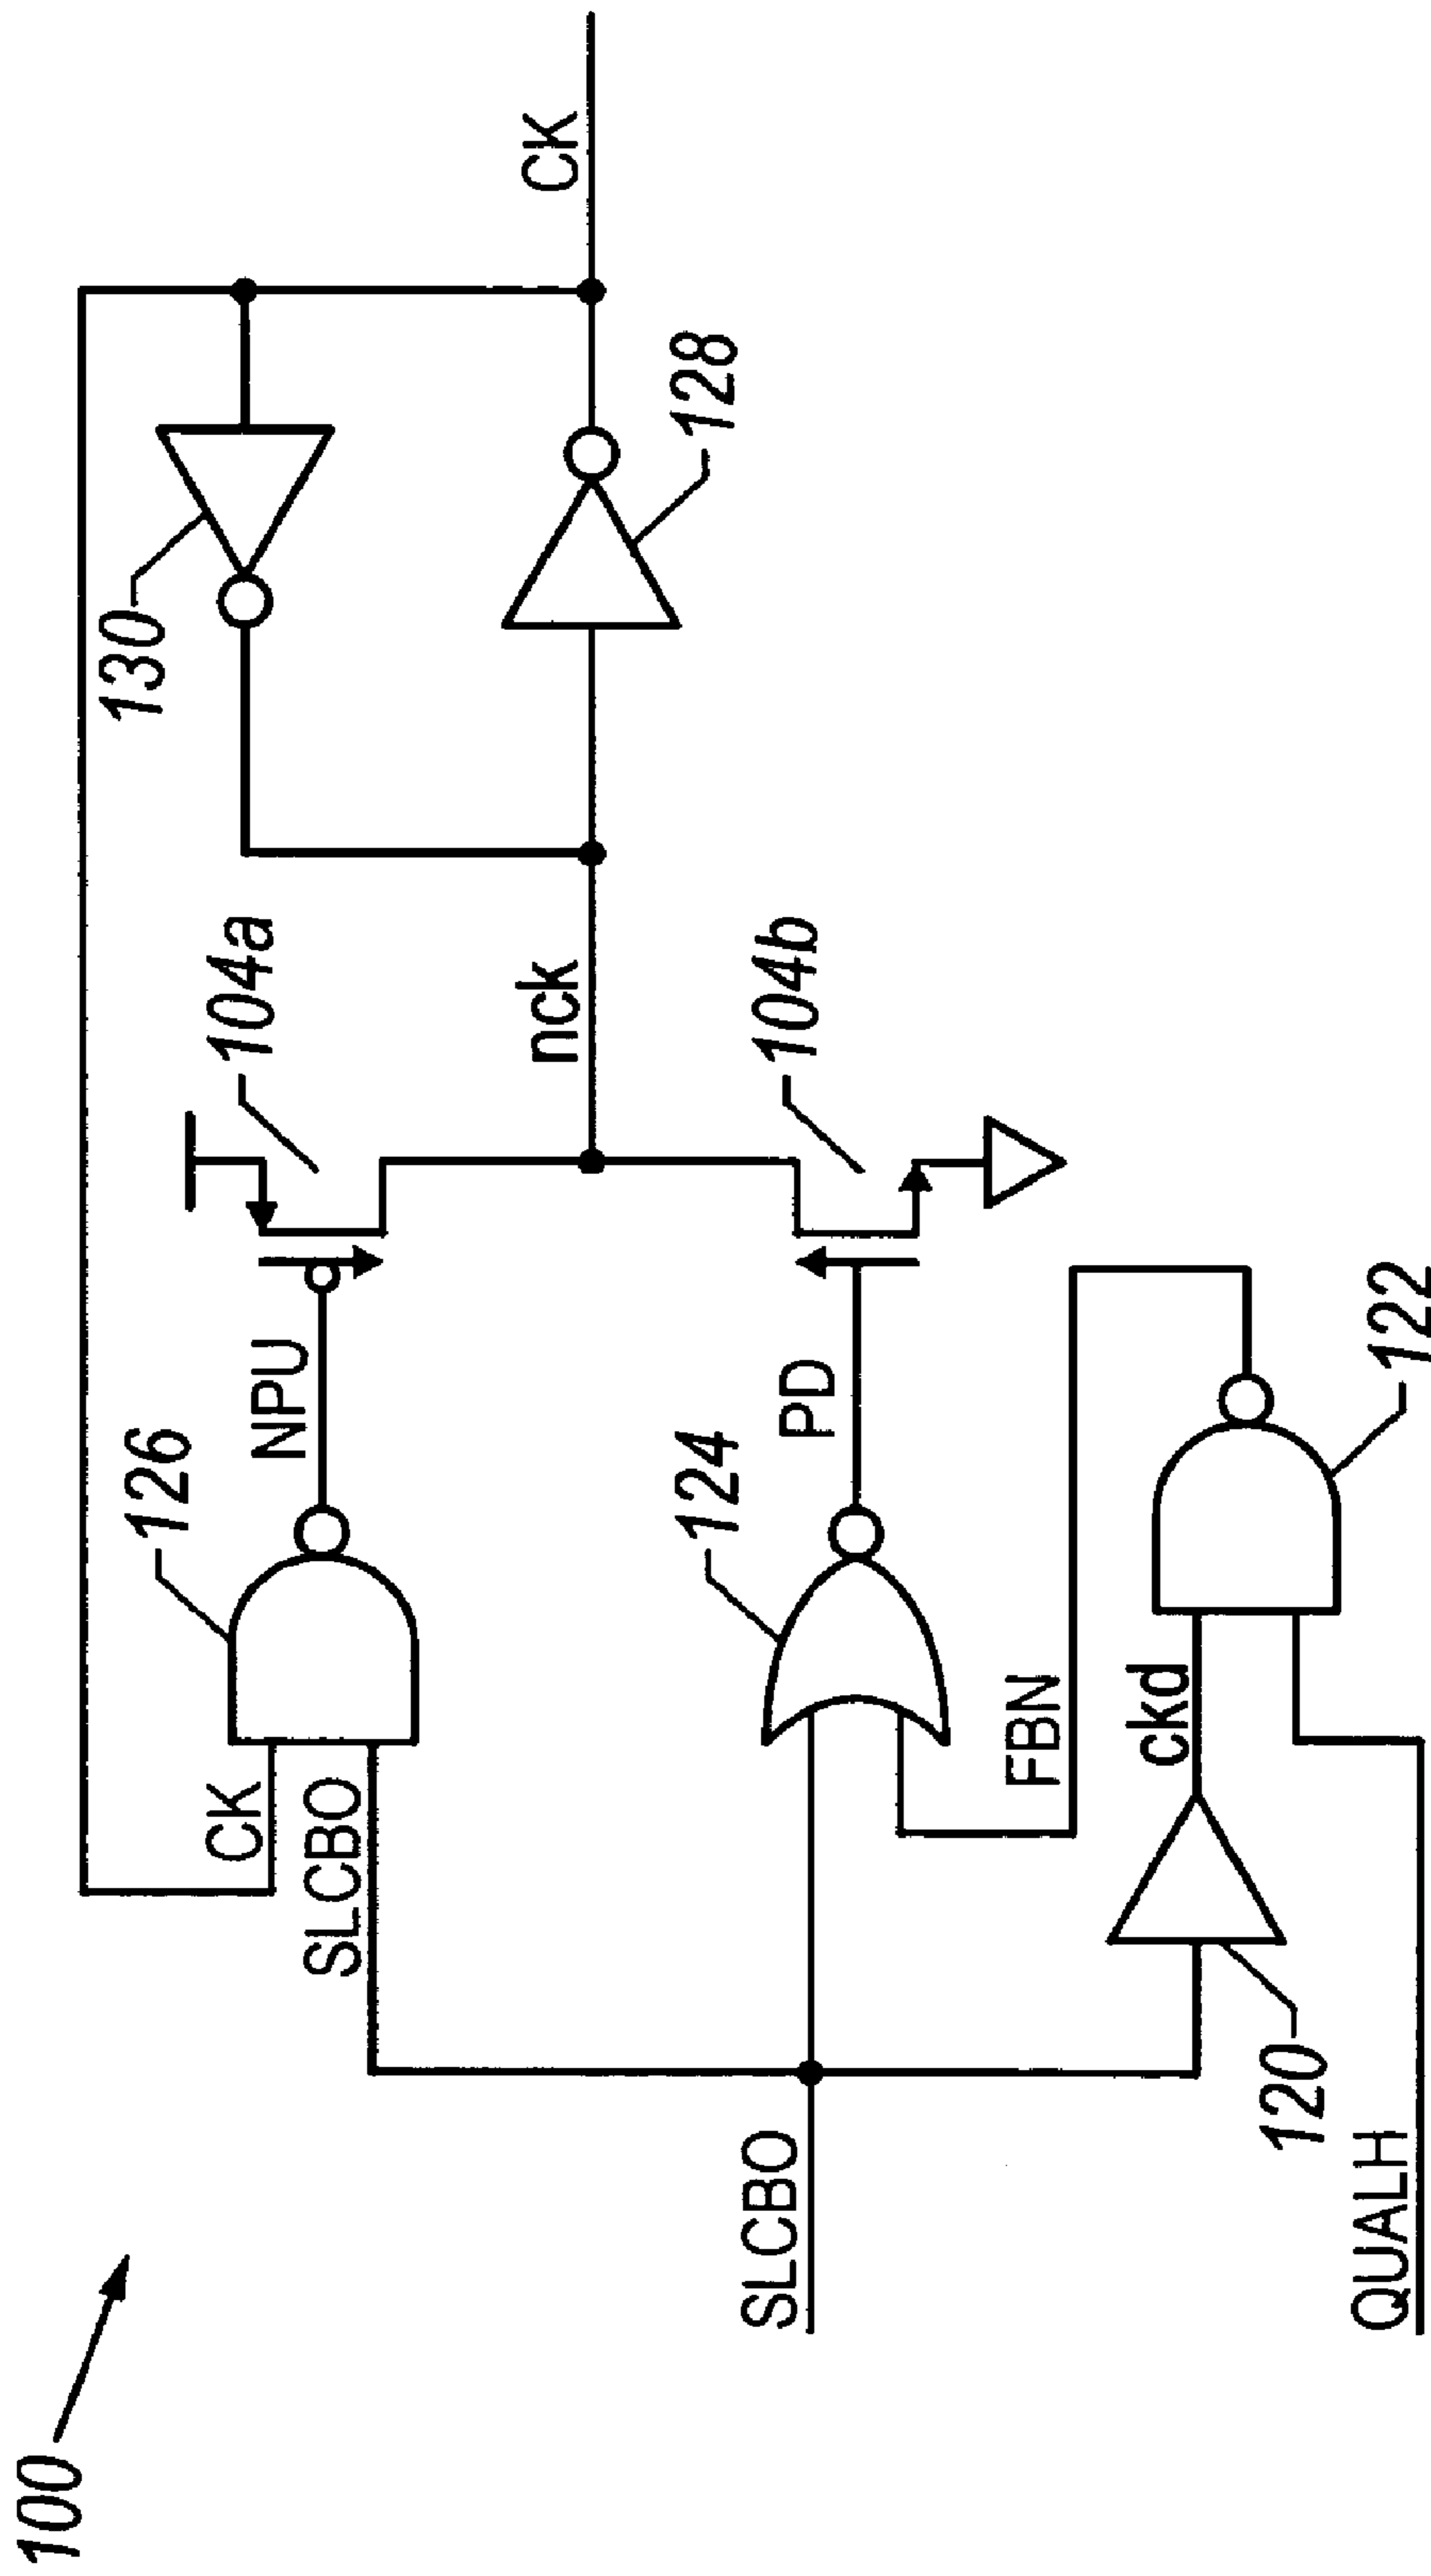 100
CK
130
128
104a
nck
104b
126
NPU
CK
SLCBO
124
PD
FBN
ckd
122
SLCBO
120
QUALH